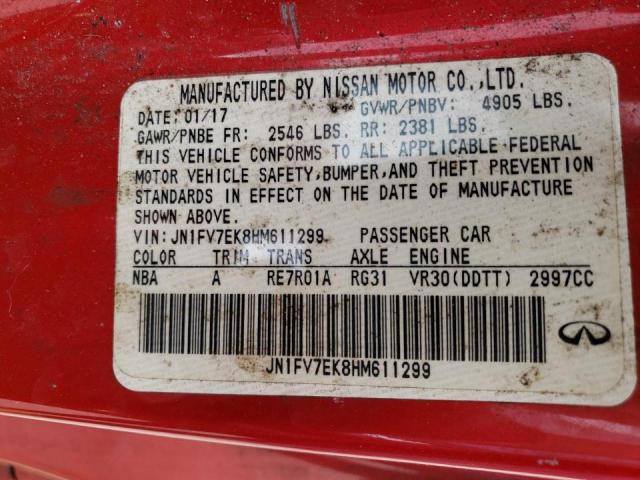 MANUFACTURED BY NISSAN MOTOR CO.,LTD.
DATE: 01/17 GVWR/PNBV: 4905 LBS.
GAWR/PNBE FR: 2546 LBS. RR: 2381 LBS.
THIS VEHICLE CONFORMS TO ALL APPLICABLE FEDERAL
MOTOR VEHICLE SAFETY,BUMPER,AND THEFT PREVENTION
STANDARDS IN EFFECT ON THE DATE OF MANUFACTURE
SHOWN ABOVE.
VIN: JN1FV7EK8HM611299 PASSENGER CAR
COLOR TRIM TRANS AXLE ENGINE
NBA A RE7R01A RG31 VR30(DDTT) 2997CC
JN1FV7EK8HM611299